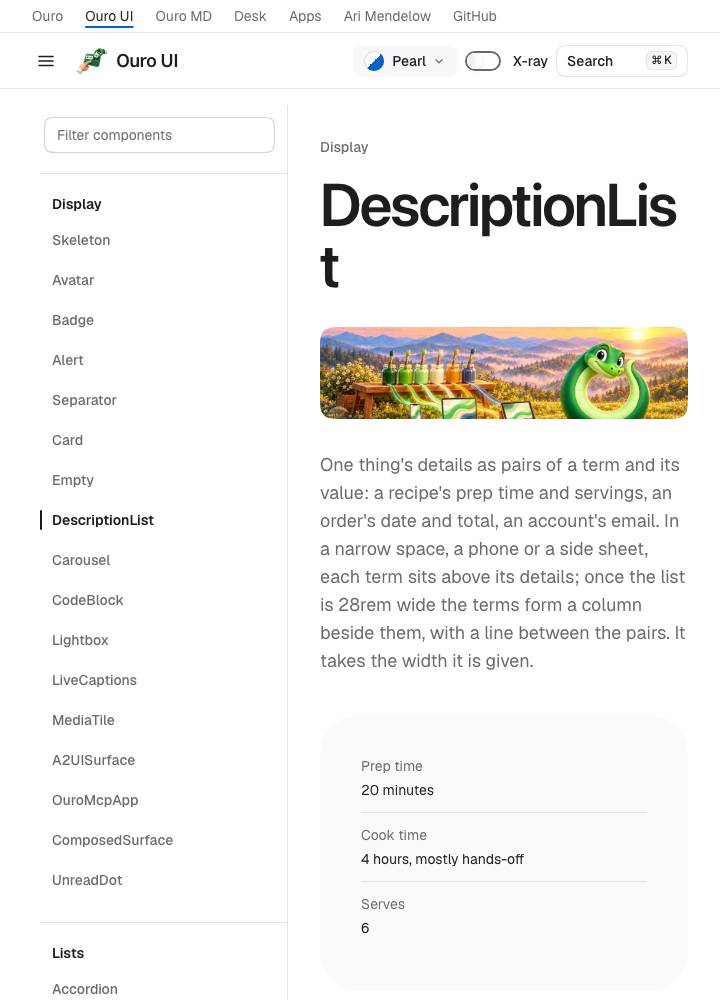 Ouro Ouro UI Ouro MD Desk Apps Ari Mendelow GitHub
Ouro UI Pearl X-ray Search ⌘ K
Filter components
Display
Skeleton
Avatar
Badge
Alert
Separator
Card
Empty
DescriptionList
Carousel
CodeBlock
Lightbox
LiveCaptions
MediaTile
A2UISurface
OuroMcpApp
ComposedSurface
UnreadDot
Lists
Accordion
Display
DescriptionLis
t
One thing's details as pairs of a term and its
value: a recipe's prep time and servings, an
order's date and total, an account's email. In
a narrow space, a phone or a side sheet,
each term sits above its details; once the list
is 28rem wide the terms form a column
beside them, with a line between the pairs. It
takes the width it is given.
Prep time
20 minutes
Cook time
4 hours, mostly hands-off
Serves
6